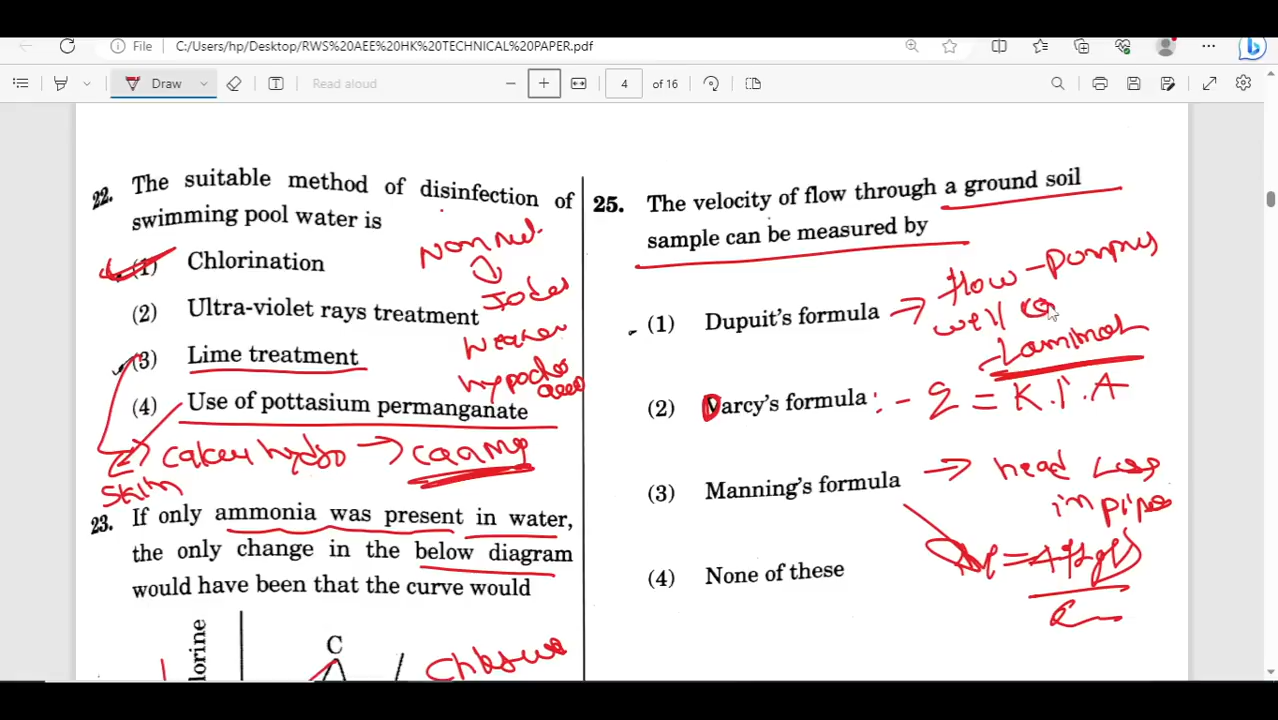 File C:/Users/hp/Desktop/RWS%20AEE%20HK%20TECHNICAL%20PAPER.pdf
Draw Read aloud 4 of 16
22. The suitable method of disinfection of
swimming pool water is
(1) Chlorination
(2) Ultra-violet rays treatment
(3) Lime treatment
(4) Use of pottasium permanganate
Skin
23. If only ammonia was present in water,
the only change in the below diagram
would have been that the curve would
C
lorine
25. The velocity of flow through a ground soil
sample can be measured by
(1) Dupuit's formula → flow -
well
Laminar
(2) Darcy's formula :- Q = K.i.A
(3) Manning's formula → head Loss
in pipe
(4) None of these